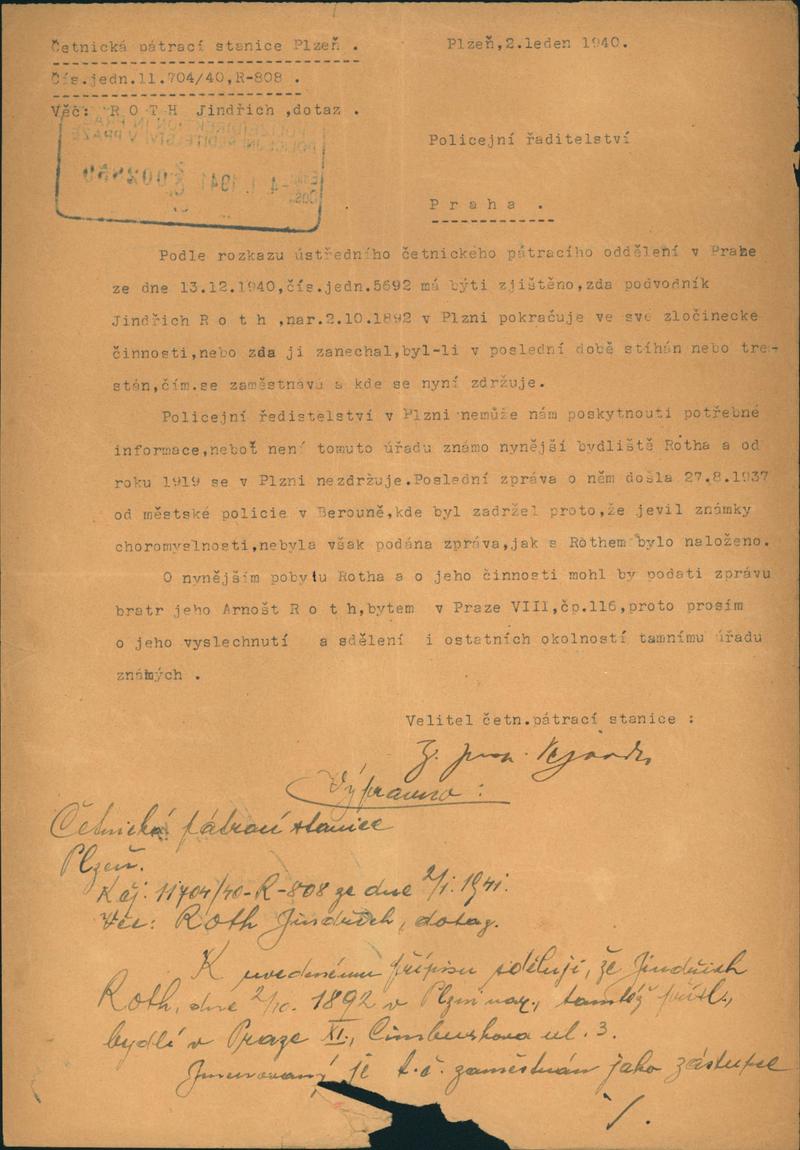 Četnická pátrací stanice Plzeň .
Plzeň,2.leden 1940.
Čís.jedn.11.704/40,R-808 .
Věč: R O T H Jindřich ,dotaz .
Policejní řaditelství
P r a h a .
Podle rozkazu ústředního četnického pátracího oddělení v Praze
ze dne 13.12.1940,čís.jedn.5692 má býti zjištěno,zda podvodník
Jindřich R o t h ,nar.2.10.1892 v Plzni pokračuje ve své zločinecke
činnosti,nebo zda ji zanechal,byl-li v poslední době stíhán nebo tre-
stán,čím.se zaměstnává a kde se nyní zdržuje.
Policejní ředistelství v Plzni nemůže nám poskytnouti potřebné
informace,neboť není tomuto úřadu známo nynější bydliště Rotha a od
roku 1919 se v Plzni nezdržuje.Poslední zpráva o něm došla 27.8.1937
od městské policie v Berouně,kde byl zadržel proto,že jevil známky
choromyslnosti,nebyla však podána zpráva,jak s Rothem bylo naloženo.
O nynějším pobytu Rotha a o jeho činnosti mohl by podati zprávu
bratr jeho Arnošt R o t h,bytem v Praze VIII,čp.116,proto prosím
o jeho vyslechnutí a sdělení i ostatních okolností tamnímu úřadu
známých .
Velitel četn.pátrací stanice :
Výpravno :
Četnická pátrací stanice
Plzeň.
K čj. 11704/40-R-808 ze dne 2/I. 1941.
Věc: Roth Jindřich, dotaz.
K uvedenému přípisu sděluji, že Jindřich
Roth, dne 2/10. 1892 v Plzni nar., tamtéž přísl.,
bydlí v Praze XI., Cimburkova ul. 3.
Jmenovaný je t.č. zaměstnán jako zástupce